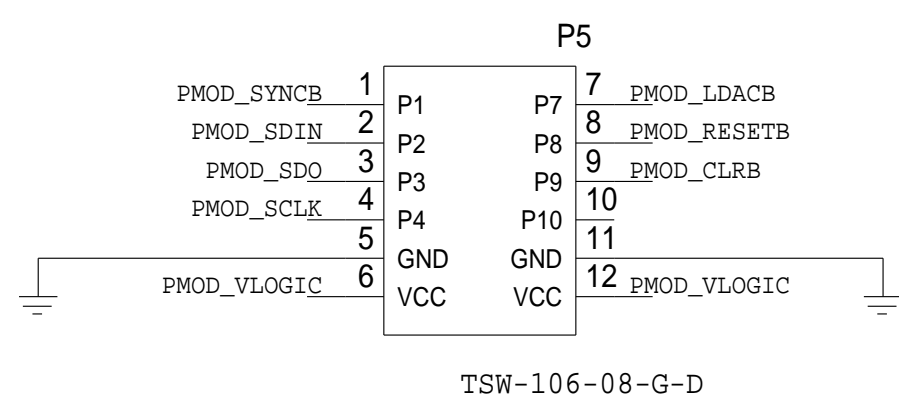 P5
PMOD_SYNCB 1 P1 P7 7 PMOD_LDACB
PMOD_SDIN 2 P2 P8 8 PMOD_RESETB
PMOD_SDO 3 P3 P9 9 PMOD_CLRB
PMOD_SCLK 4 P4 P10 10
5 GND GND 11
PMOD_VLOGIC 6 VCC VCC 12 PMOD_VLOGIC
TSW-106-08-G-D